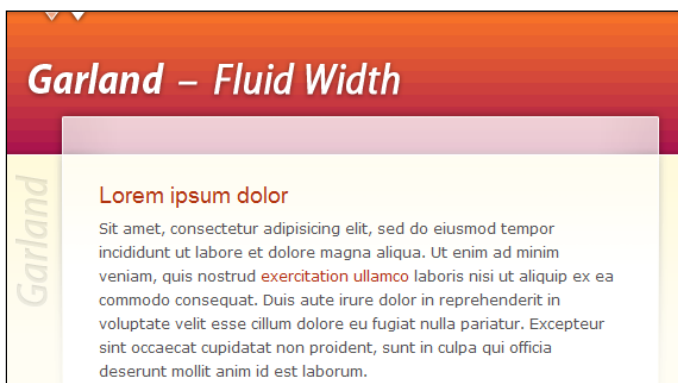 Garland – Fluid Width
Garland
Lorem ipsum dolor
Sit amet, consectetur adipisicing elit, sed do eiusmod tempor
incididunt ut labore et dolore magna aliqua. Ut enim ad minim
veniam, quis nostrud exercitation ullamco laboris nisi ut aliquip ex ea
commodo consequat. Duis aute irure dolor in reprehenderit in
voluptate velit esse cillum dolore eu fugiat nulla pariatur. Excepteur
sint occaecat cupidatat non proident, sunt in culpa qui officia
deserunt mollit anim id est laborum.